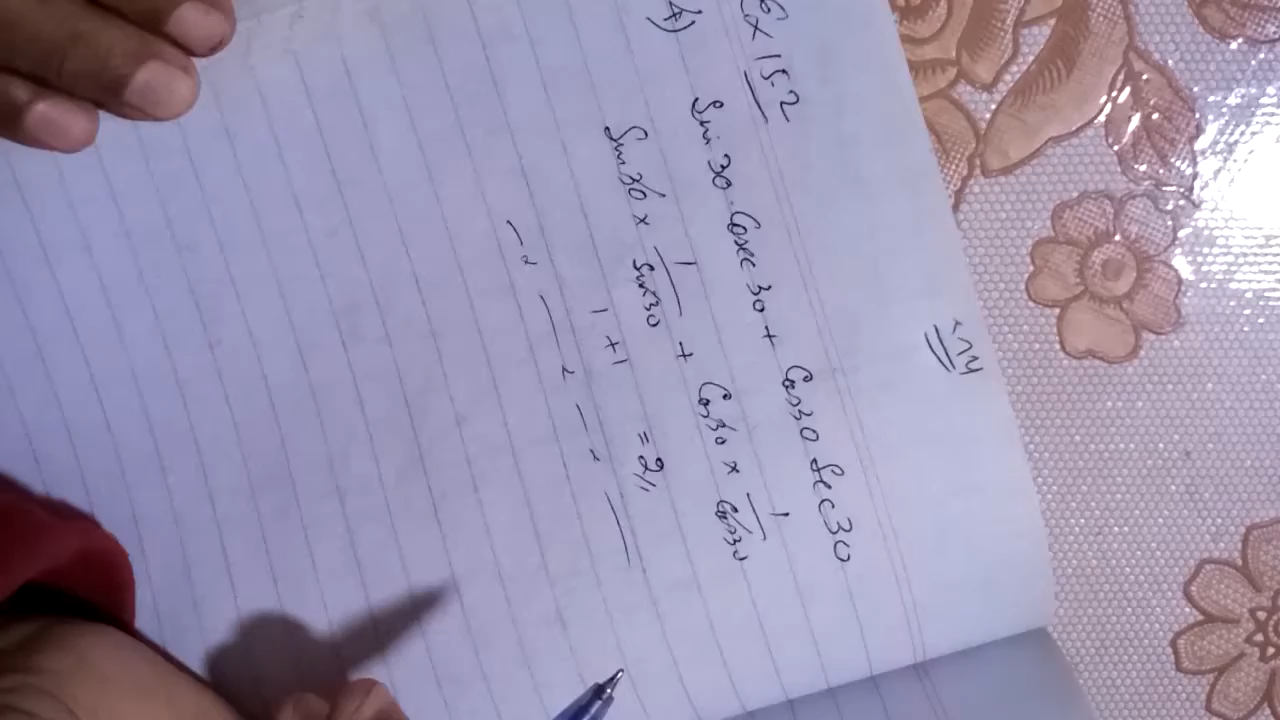 Ex 15.2
4) Sin 30 . Cosec 30 + Cos 30 Sec 30
Sin 30 × 1/Sin 30 + Cos 30 × 1/Cos 30
1 + 1 = 2//